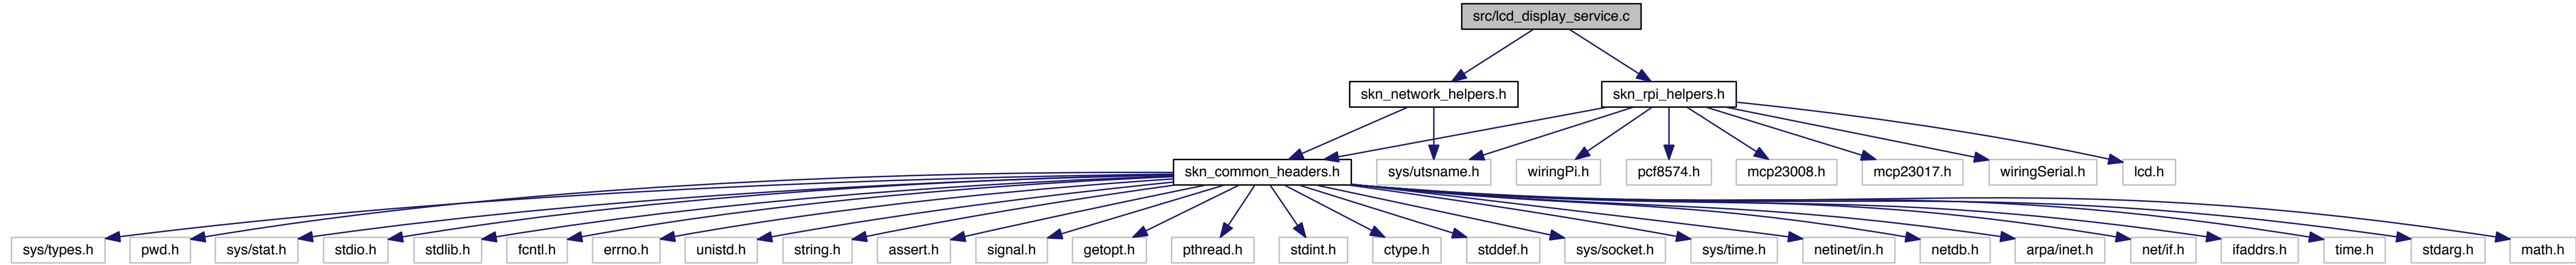 src/lcd_display_service.c
skn_network_helpers.h
skn_rpi_helpers.h
skn_common_headers.h
sys/utsname.h
wiringPi.h
pcf8574.h
mcp23008.h
mcp23017.h
wiringSerial.h
lcd.h
sys/types.h
pwd.h
sys/stat.h
stdio.h
stdlib.h
fcntl.h
errno.h
unistd.h
string.h
assert.h
signal.h
getopt.h
pthread.h
stdint.h
ctype.h
stddef.h
sys/socket.h
sys/time.h
netinet/in.h
netdb.h
arpa/inet.h
net/if.h
ifaddrs.h
time.h
stdarg.h
math.h